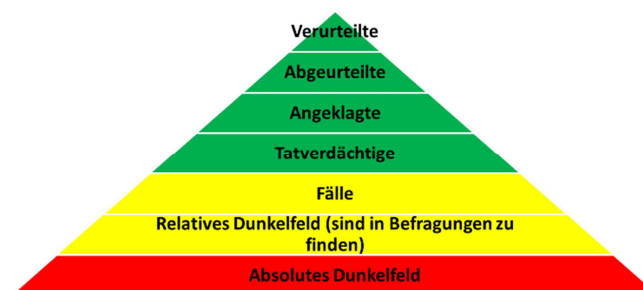 Verurteilte
Abgeurteilte
Angeklagte
Tatverdächtige
Fälle
Relatives Dunkelfeld (sind in Befragungen zu
finden)
Absolutes Dunkelfeld